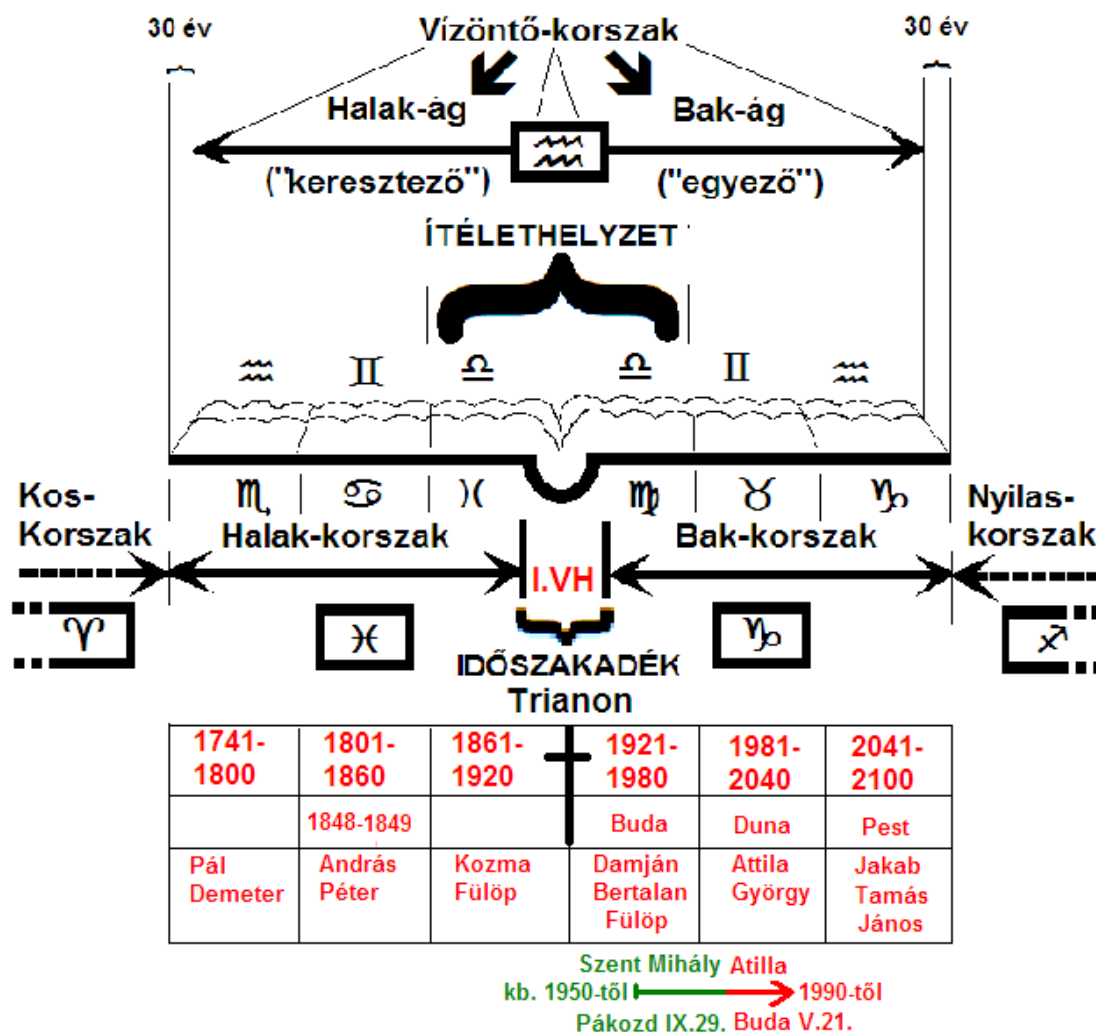 30 év Vízöntő-korszak 30 év
Halak-ág Bak-ág
♒
("keresztező") ("egyező")
ÍTÉLETHELYZET
♒ ♊ ♎ ♎ ♊ ♒
♏ ♋ ♓ ♍ ♉ ♑
Kos-
Korszak
Halak-korszak
I.VH
Bak-korszak
Nyilas-
korszak
♈ ♓ ♑ ♐
IDŐSZAKADÉK
Trianon
1741-
1800
1801-
1860
1861-
1920
1921-
1980
1981-
2040
2041-
2100
1848-1849 Buda Duna Pest
Pál
Demeter
András
Péter
Kozma
Fülöp
Damján
Bertalan
Fülöp
Attila
György
Jakab
Tamás
János
Szent Mihály Atilla
kb. 1950-től 1990-től
Pákozd IX.29. Buda V.21.